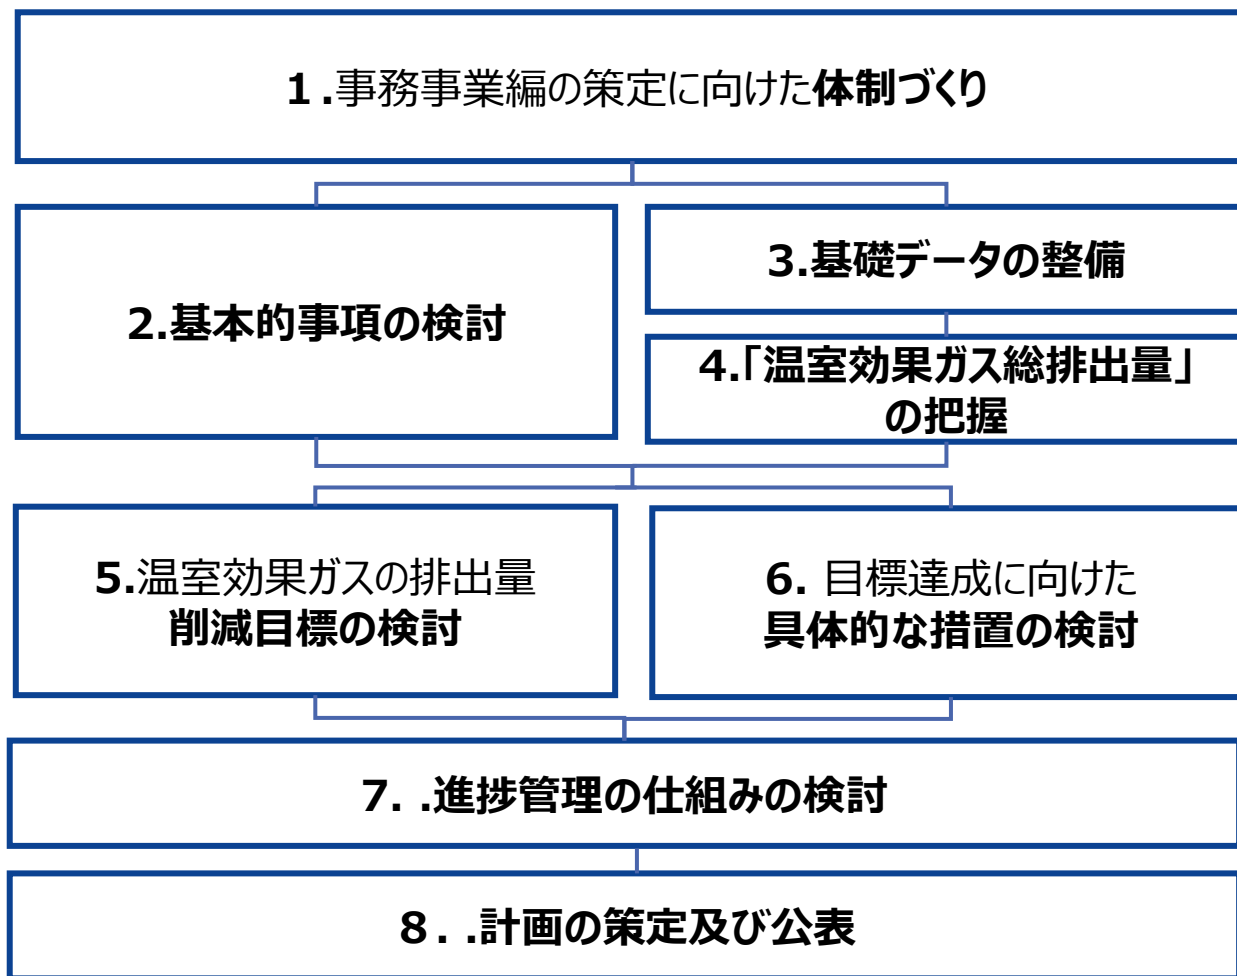 1 .事務事業編の策定に向けた体制づくり
2.基本的事項の検討
3.基礎データの整備
4.「温室効果ガス総排出量」
の把握
5.温室効果ガスの排出量
削減目標の検討
6. 目標達成に向けた
具体的な措置の検討
7. .進捗管理の仕組みの検討
8. .計画の策定及び公表